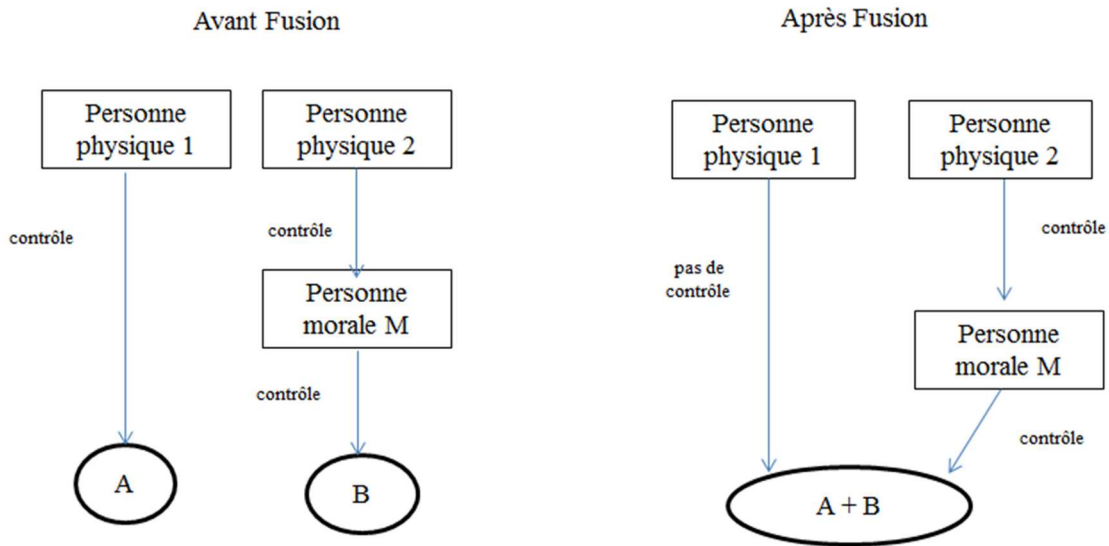 Avant Fusion
Personne
physique 1
Personne
physique 2
contrôle
contrôle
Personne
morale M
contrôle
A
B
Après Fusion
Personne
physique 1
Personne
physique 2
pas de
contrôle
contrôle
Personne
morale M
contrôle
A + B